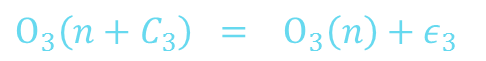 O₃(n + C₃) = O₃(n) + ϵ₃